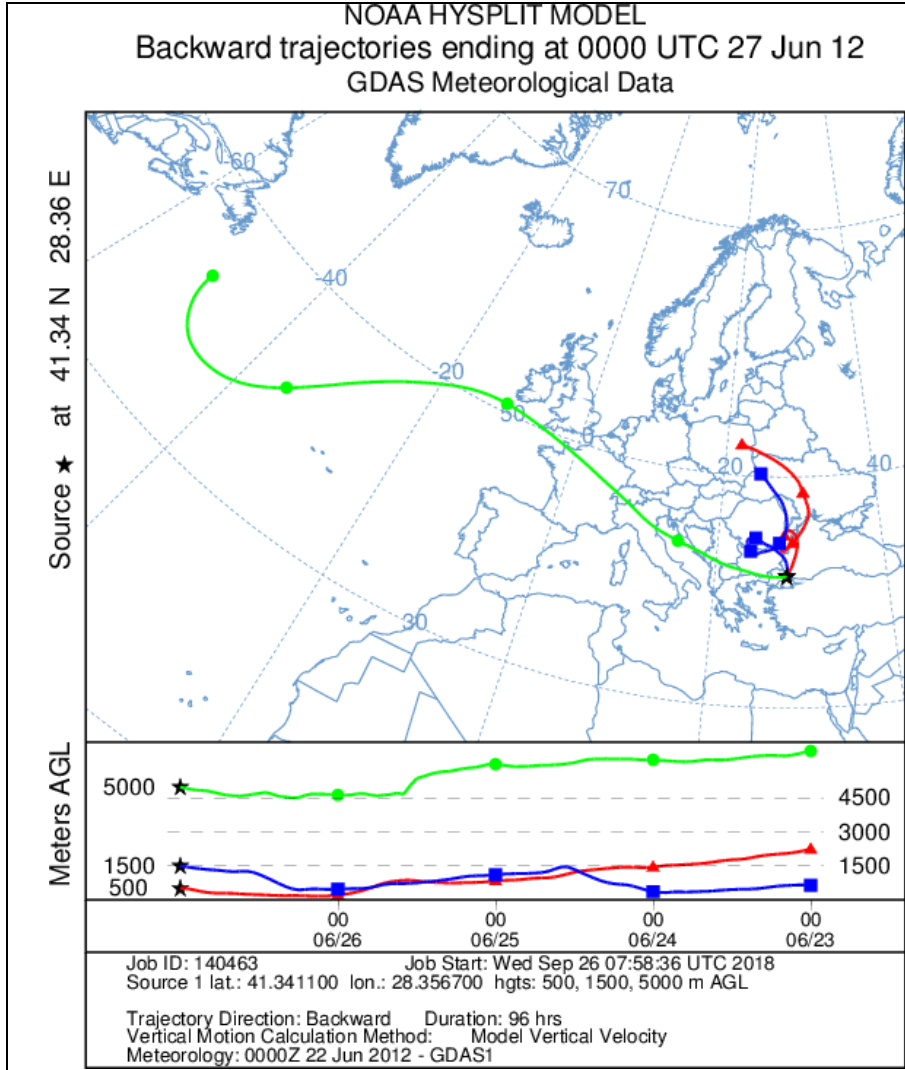 NOAA HYSPLIT MODEL
Backward trajectories ending at 0000 UTC 27 Jun 12
GDAS Meteorological Data
Source ★ at 41.34 N 28.36 E
-60
-70
-40
-20
50
0
20
40
30
Meters AGL
5000
1500
500
4500
3000
1500
00 00 00 00
06/26 06/25 06/24 06/23
Job ID: 140463 Job Start: Wed Sep 26 07:58:36 UTC 2018
Source 1 lat.: 41.341100 lon.: 28.356700 hgts: 500, 1500, 5000 m AGL
Trajectory Direction: Backward Duration: 96 hrs
Vertical Motion Calculation Method: Model Vertical Velocity
Meteorology: 0000Z 22 Jun 2012 - GDAS1